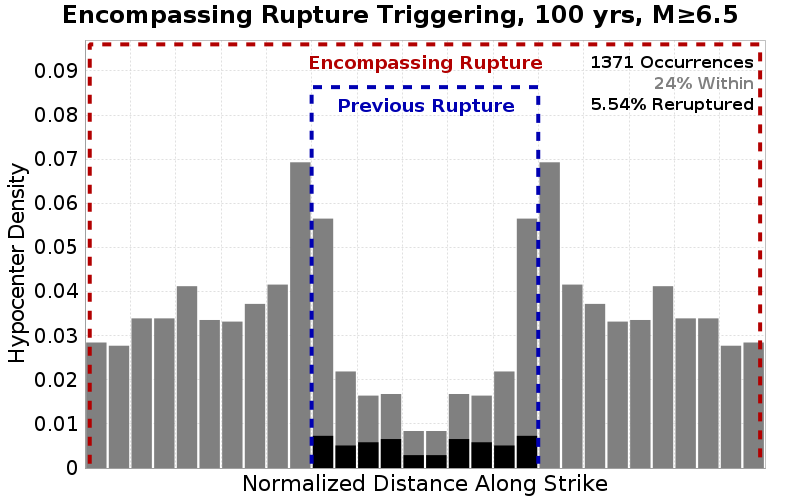 Encompassing Rupture Triggering, 100 yrs, M≥6.5
Encompassing Rupture
1371 Occurrences
24% Within
5.54% Reruptured
Previous Rupture
Hypocenter Density
0.09
0.08
0.07
0.06
0.05
0.04
0.03
0.02
0.01
0
Normalized Distance Along Strike